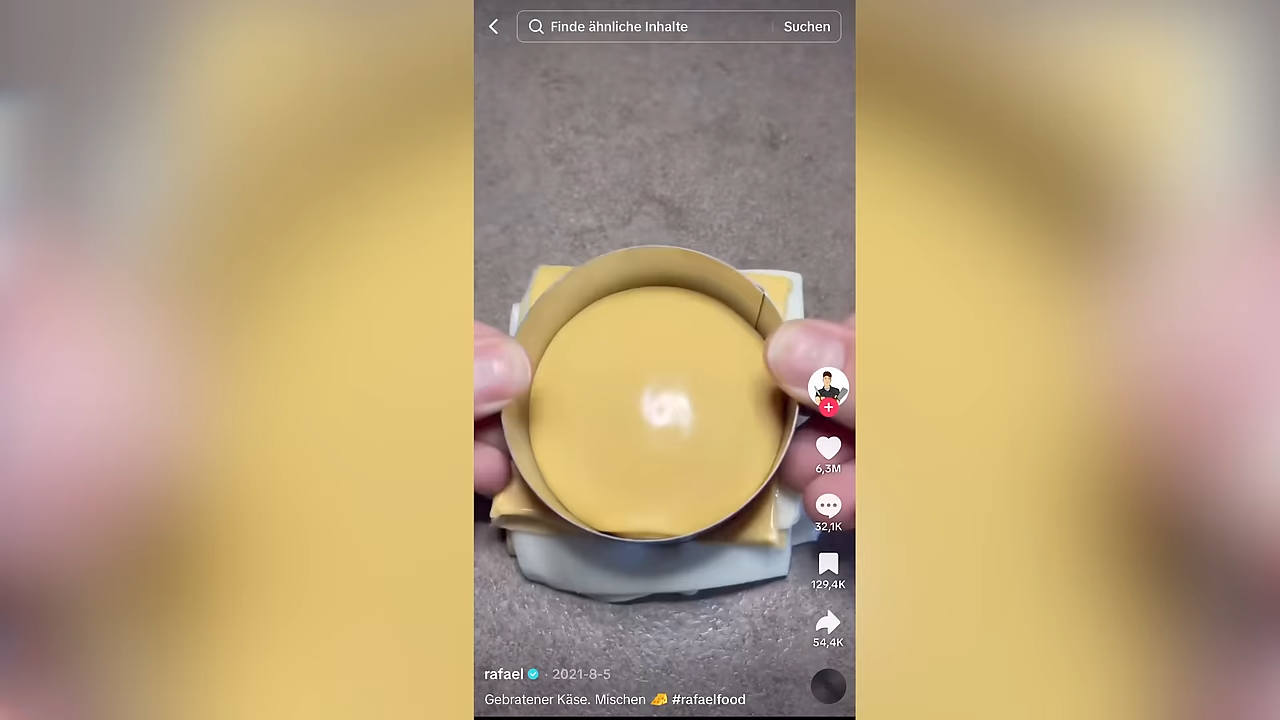 Finde ähnliche Inhalte
Suchen
6,3M
32,1K
129,4K
54,4K
rafael · 2021-8-5
Gebratener Käse. Mischen 🧀 #rafaelfood